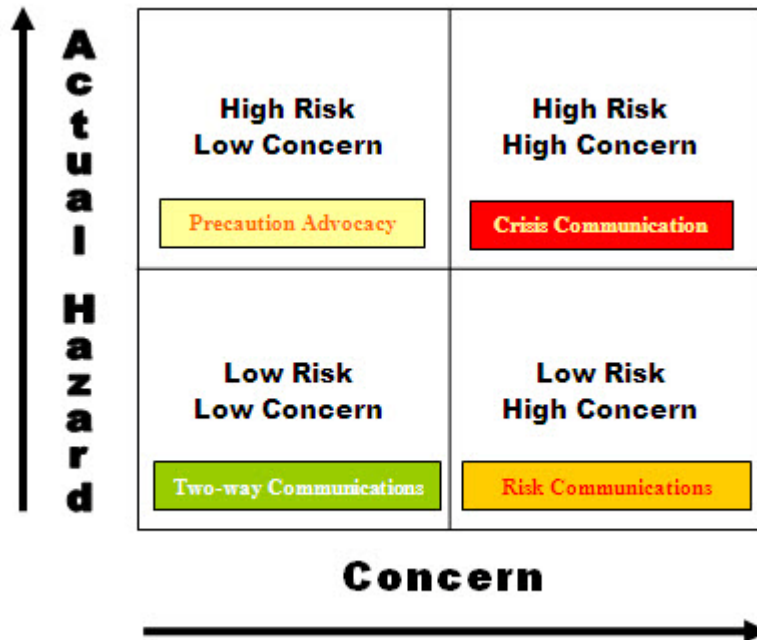 Actual Hazard
High Risk
Low Concern
Precaution Advocacy
High Risk
High Concern
Crisis Communication
Low Risk
Low Concern
Two-way Communications
Low Risk
High Concern
Risk Communications
Concern